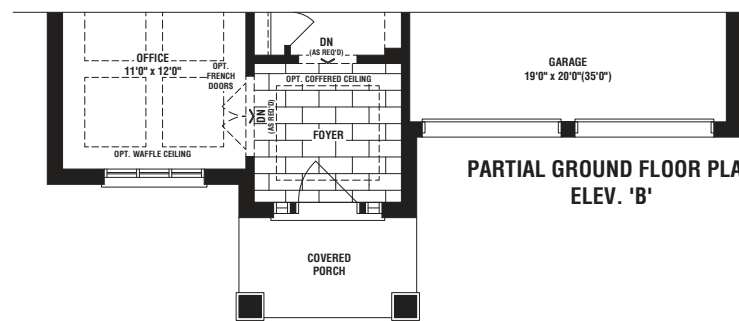 OFFICE
11'0" x 12'0"
OPT.
FRENCH
DOORS
OPT. WAFFLE CEILING
DN
(AS REQ'D)
OPT. COFFERED CEILING
DN
(AS REQ'D)
FOYER
GARAGE
19'0" x 20'0"(35'0")
PARTIAL GROUND FLOOR PLA
ELEV. 'B'
COVERED
PORCH